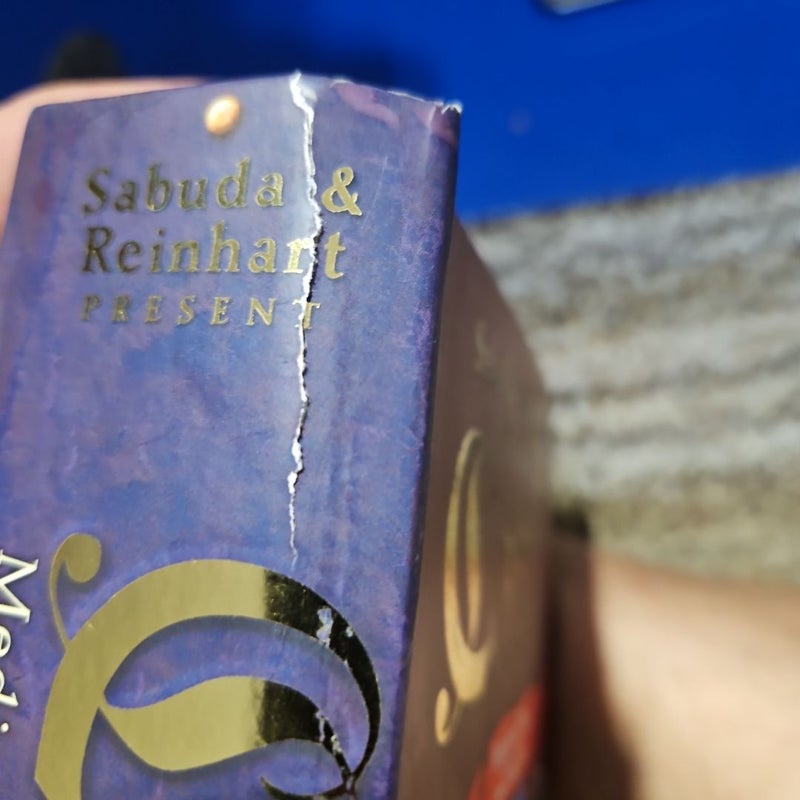 Sabuda &
Reinhart
PRESENT